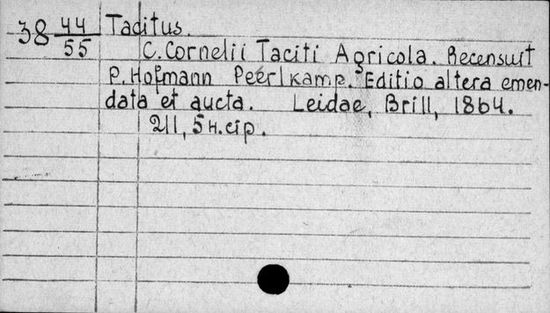 38 44/55 Tacitus.
C. Cornelii Taciti Agricola. Recensuit
P. Hofmann Peerlkamp. Editio altera emen-
data et aucta. Leidae, Brill, 1864.
211, 5 н. стр.